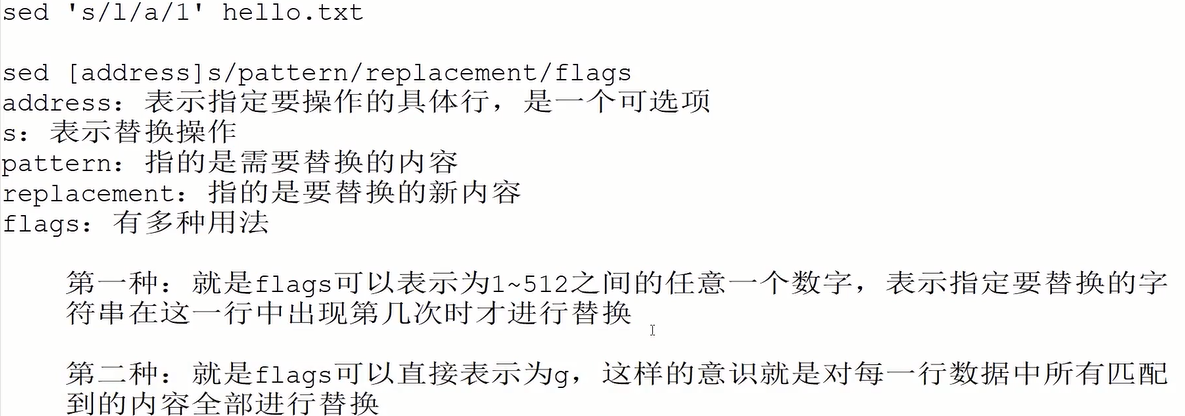 sed 's/l/a/1' hello.txt
sed [address]s/pattern/replacement/flags
address: 表示指定要操作的具体行，是一个可选项
s: 表示替换操作
pattern: 指的是需要替换的内容
replacement: 指的是要替换的新内容
flags: 有多种用法
第一种: 就是flags可以表示为1~512之间的任意一个数字，表示指定要替换的字
符串在这一行中出现第几次时才进行替换
第二种: 就是flags可以直接表示为g，这样的意识就是对每一行数据中所有匹配
到的内容全部进行替换